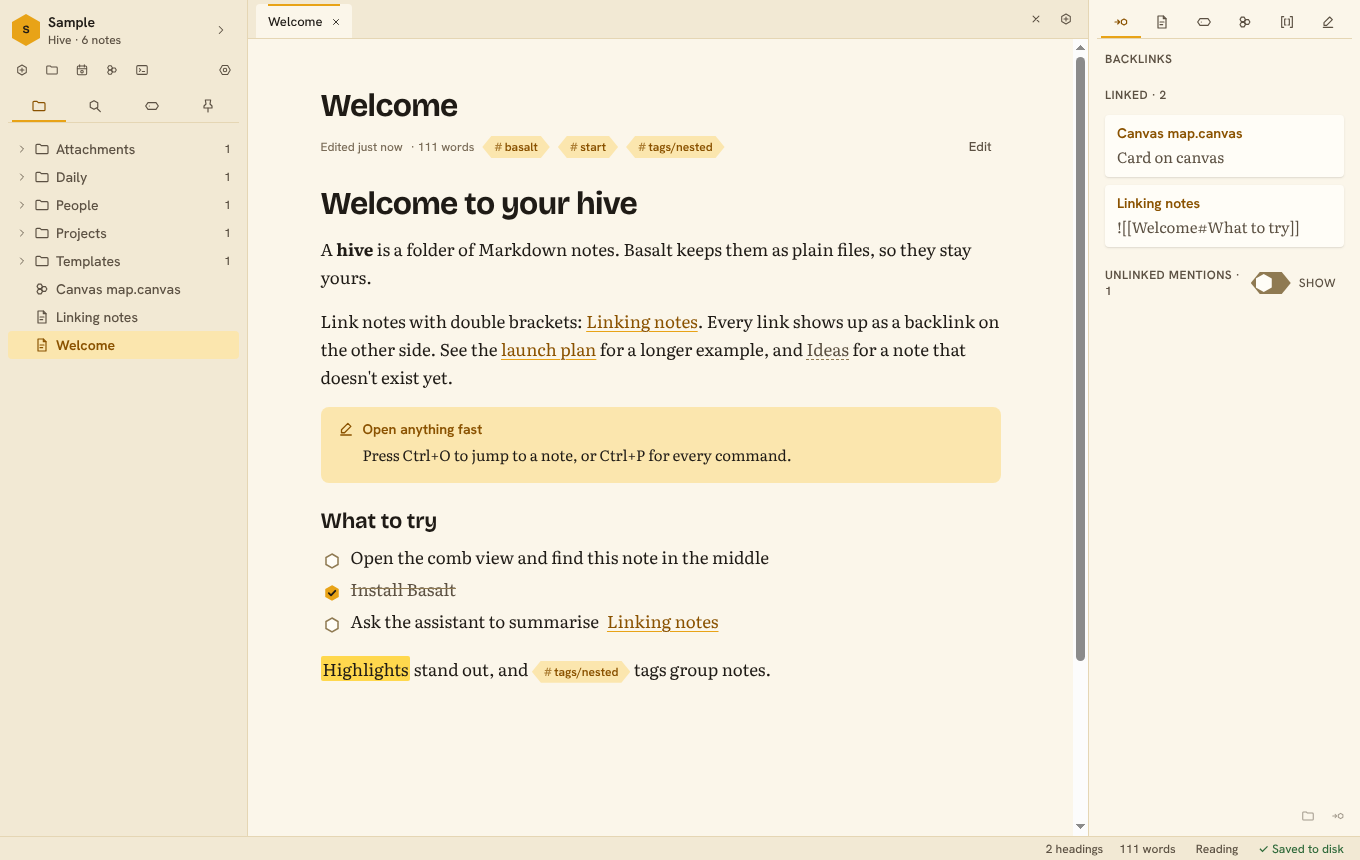 S
Sample
Hive · 6 notes
Attachments 1
Daily 1
People 1
Projects 1
Templates 1
Canvas map.canvas
Linking notes
Welcome
Welcome
Welcome
Edited just now · 111 words # basalt # start # tags/nested Edit
Welcome to your hive
A hive is a folder of Markdown notes. Basalt keeps them as plain files, so they stay
yours.
Link notes with double brackets: Linking notes. Every link shows up as a backlink on
the other side. See the launch plan for a longer example, and Ideas for a note that
doesn't exist yet.
Open anything fast
Press Ctrl+O to jump to a note, or Ctrl+P for every command.
What to try
Open the comb view and find this note in the middle
Install Basalt
Ask the assistant to summarise Linking notes
Highlights stand out, and # tags/nested tags group notes.
BACKLINKS
LINKED · 2
Canvas map.canvas
Card on canvas
Linking notes
![[Welcome#What to try]]
UNLINKED MENTIONS ·
1
SHOW
2 headings 111 words Reading ✓ Saved to disk